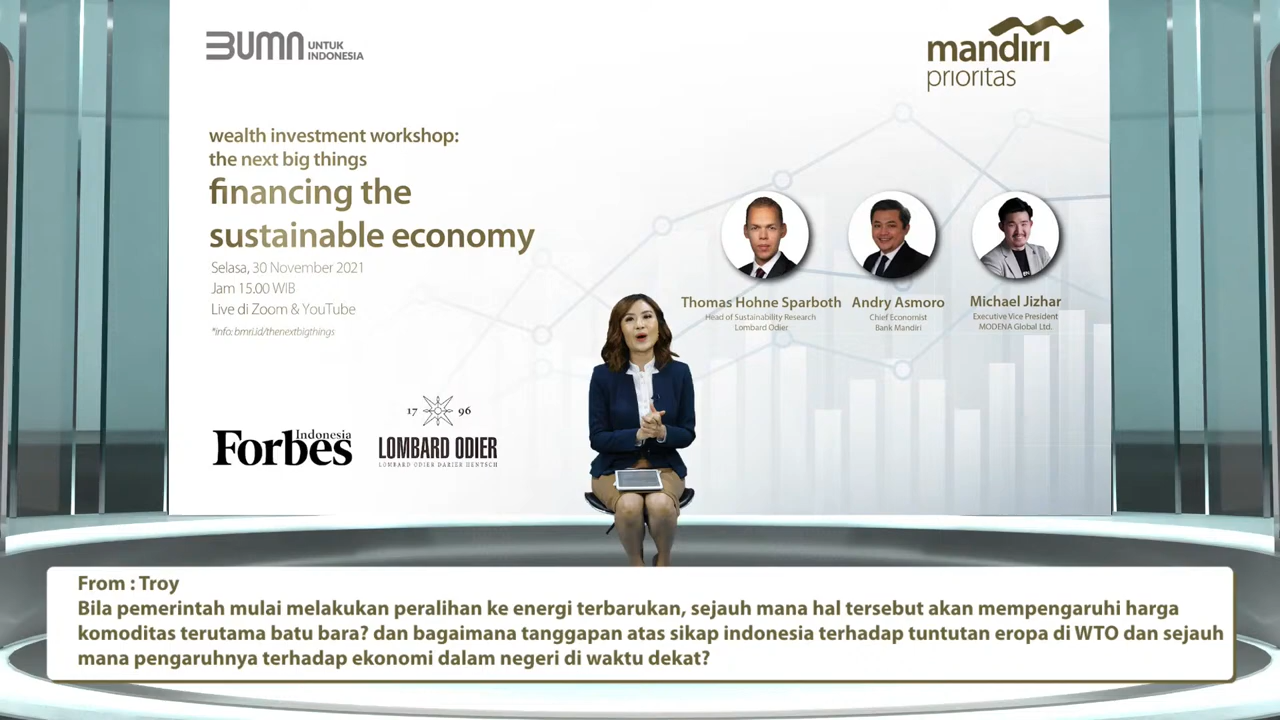 BUMN UNTUK INDONESIA
mandiri
prioritas
wealth investment workshop:
the next big things
financing the
sustainable economy
Selasa, 30 November 2021
Jam 15.00 WIB
Live di Zoom & YouTube
*info: bmri.id/thenextbigthings
Thomas Hohne Sparboth
Head of Sustainability Research
Lombard Odier
Andry Asmoro
Chief Economist
Bank Mandiri
Michael Jizhar
Executive Vice President
MODENA Global Ltd.
Forbes Indonesia
17 96
LOMBARD ODIER
LOMBARD ODIER DARIER HENTSCH
From : Troy
Bila pemerintah mulai melakukan peralihan ke energi terbarukan, sejauh mana hal tersebut akan mempengaruhi harga
komoditas terutama batu bara? dan bagaimana tanggapan atas sikap indonesia terhadap tuntutan eropa di WTO dan sejauh
mana pengaruhnya terhadap ekonomi dalam negeri di waktu dekat?